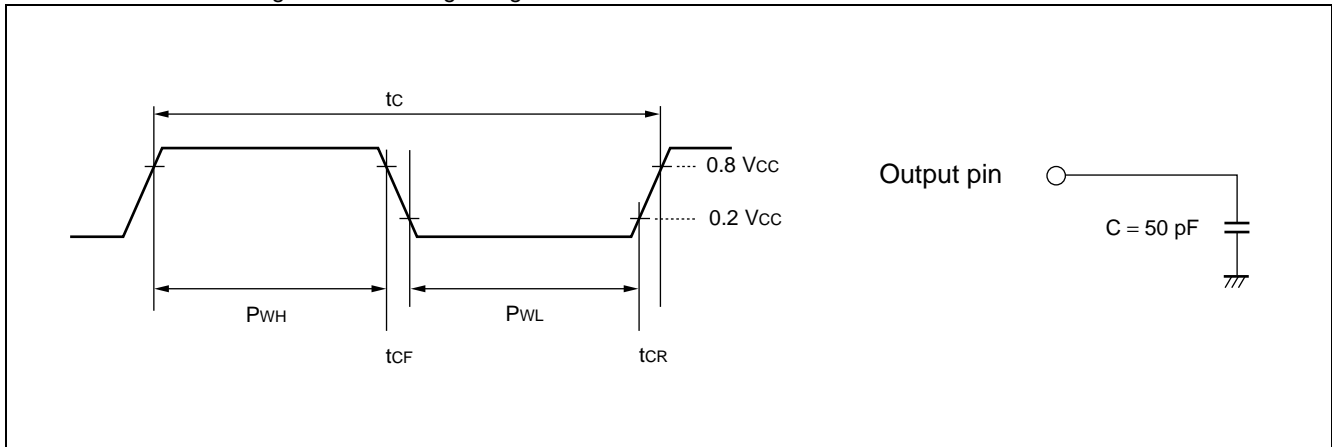 tC
0.8 VCC
0.2 VCC
PWH
PWL
tCF
tCR
Output pin
C = 50 pF